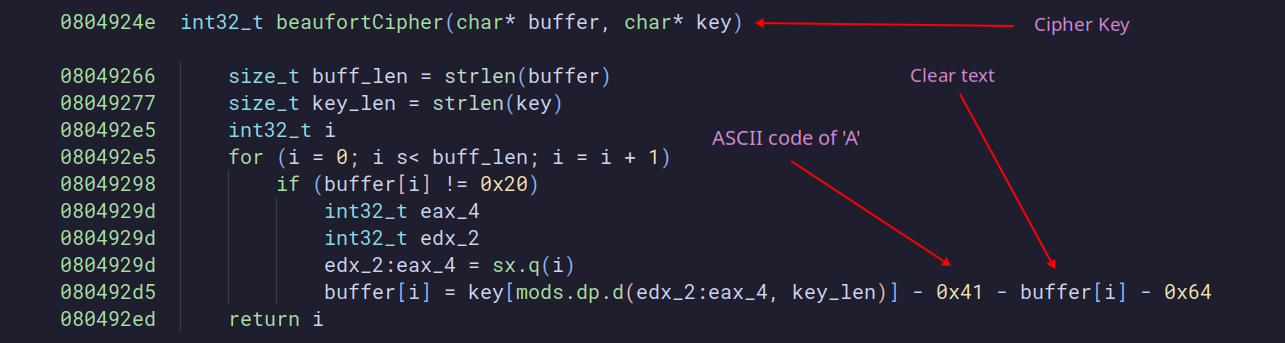 0804924e int32_t beaufortCipher(char* buffer, char* key) Cipher Key
Clear text
08049266 size_t buff_len = strlen(buffer)
08049277 size_t key_len = strlen(key)
080492e5 int32_t i
ASCII code of 'A'
080492e5 for (i = 0; i s< buff_len; i = i + 1)
08049298 if (buffer[i] != 0x20)
0804929d int32_t eax_4
0804929d int32_t edx_2
0804929d edx_2:eax_4 = sx.q(i)
080492d5 buffer[i] = key[mods.dp.d(edx_2:eax_4, key_len)] - 0x41 - buffer[i] - 0x64
080492ed return i